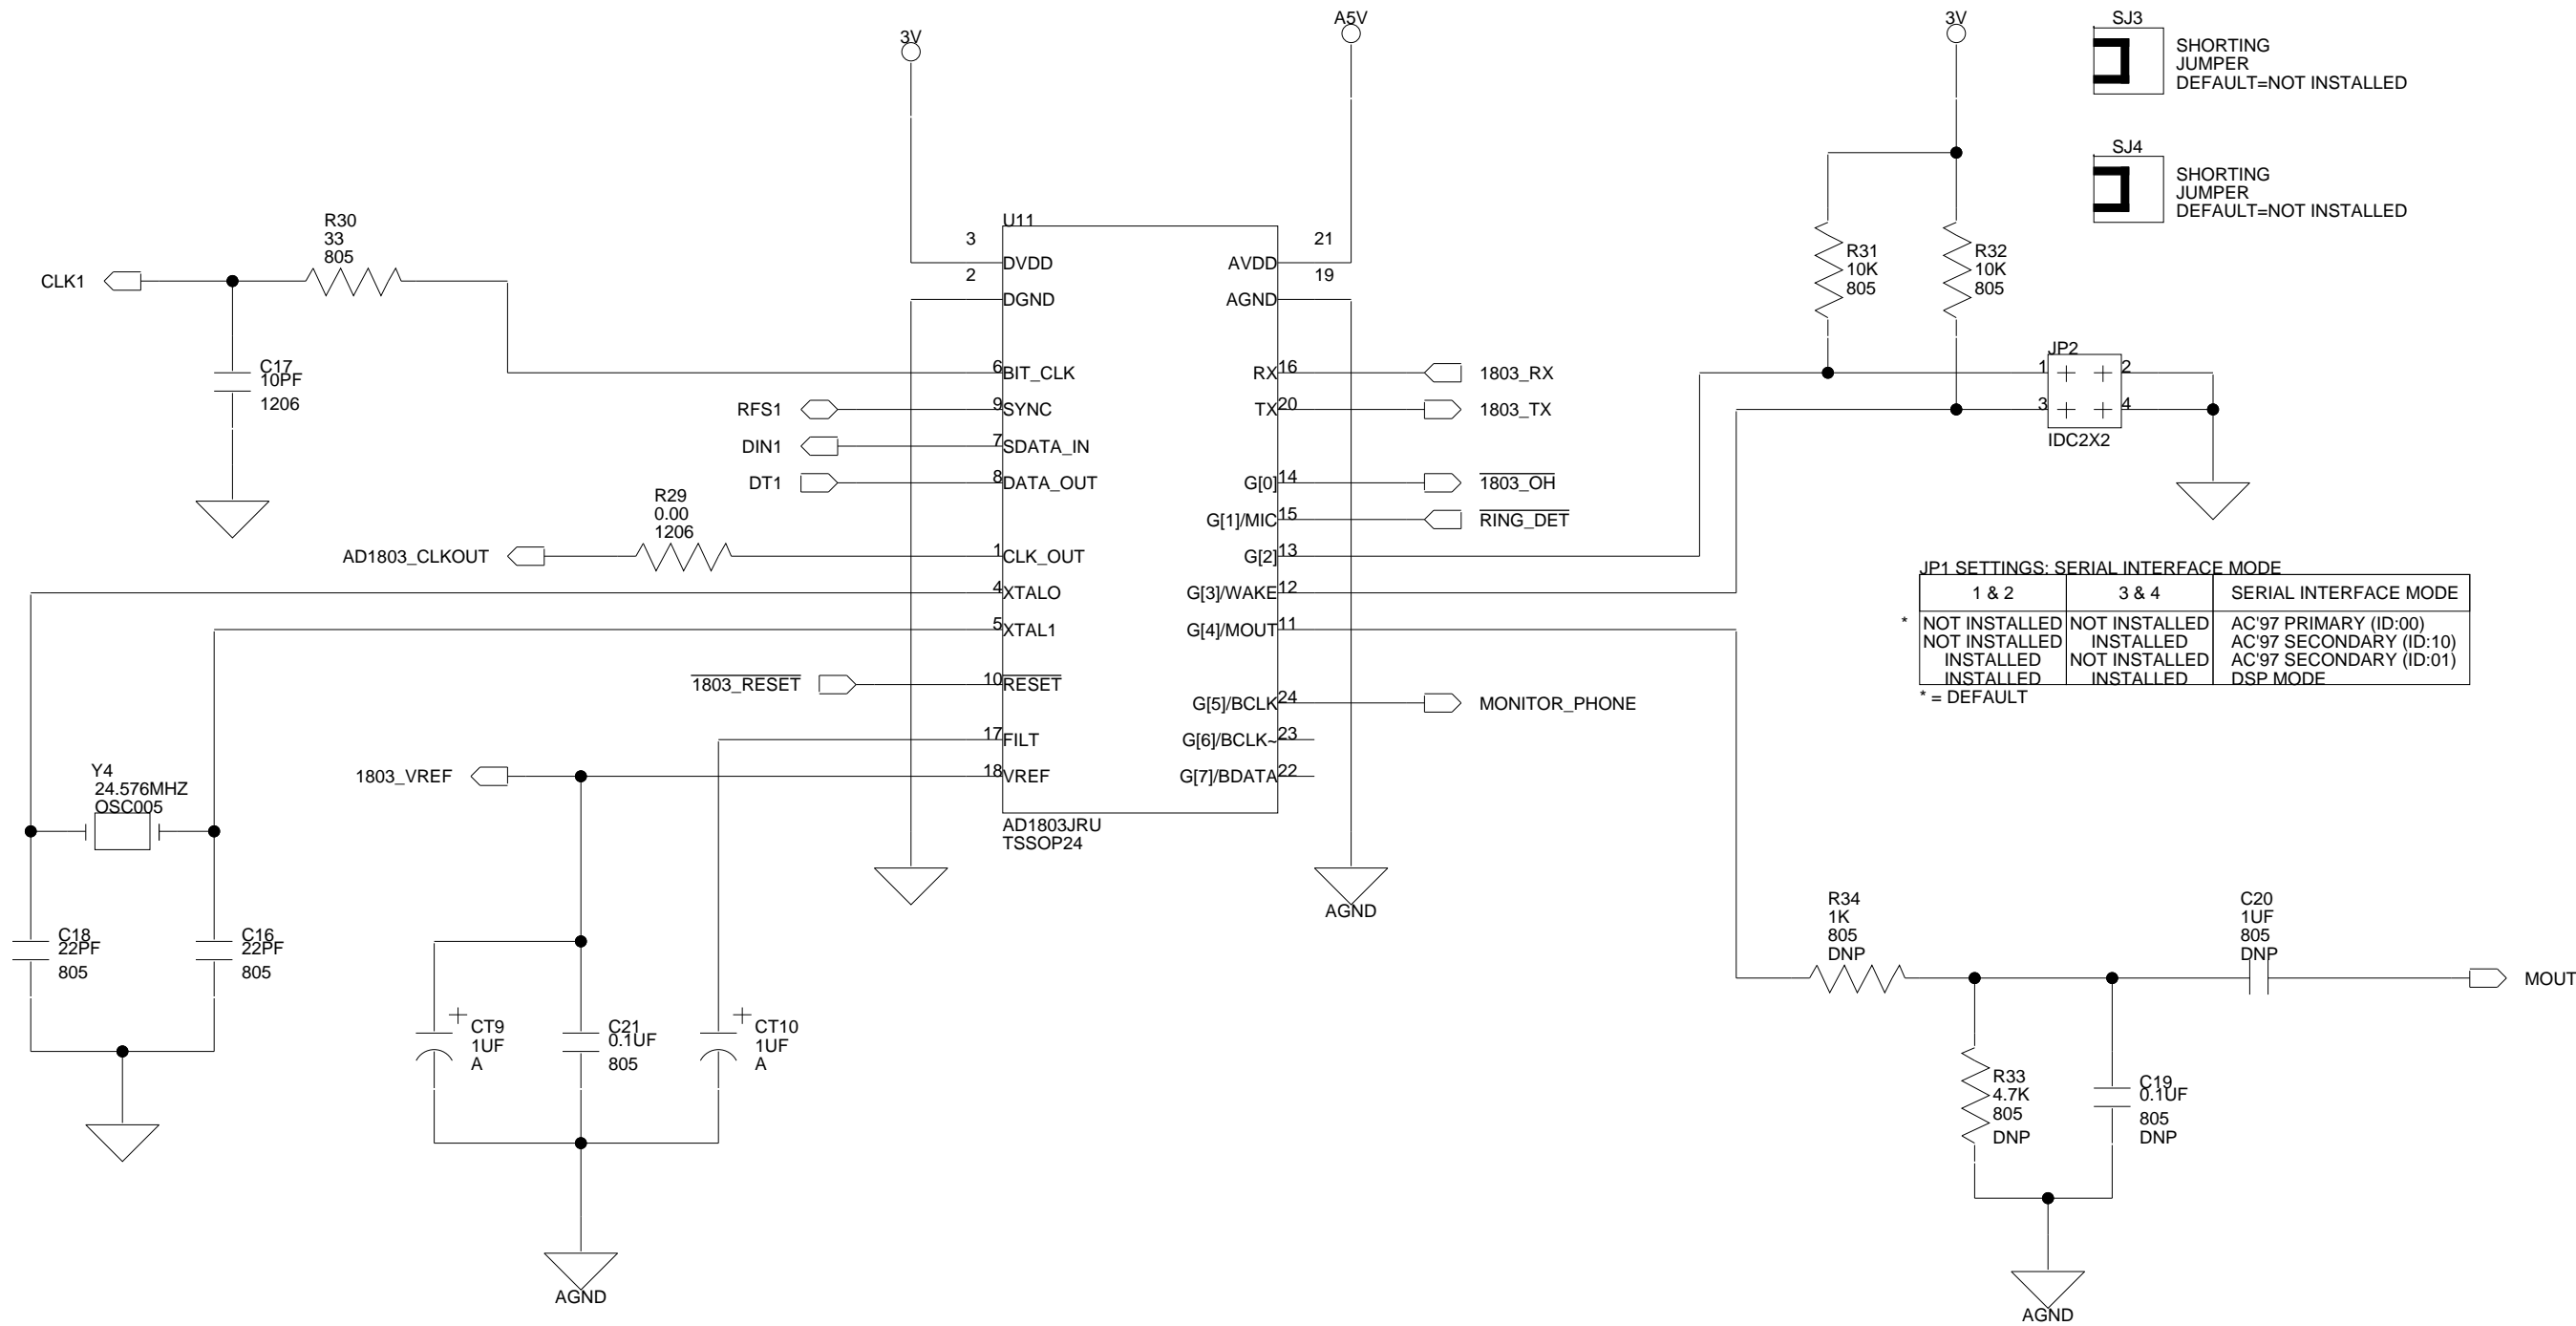 3V
A5V
3V
SJ3
SHORTING
JUMPER
DEFAULT=NOT INSTALLED
SJ4
SHORTING
JUMPER
DEFAULT=NOT INSTALLED
R30
33
805
CLK1
C17
10PF
1206
U11
3
DVDD
2
DGND
6
BIT_CLK
RFS1
9
SYNC
DIN1
7
SDATA_IN
DT1
8
DATA_OUT
R29
0.00
1206
AD1803_CLKOUT
1
CLK_OUT
4
XTALO
5
XTAL1
1803_RESET
10
RESET
17
FILT
1803_VREF
18
VREF
21
AVDD
19
AGND
RX
16
1803_RX
TX
20
1803_TX
G[0]
14
1803_OH
G[1]/MIC
15
RING_DET
G[2]
13
G[3]/WAKE
12
G[4]/MOUT
11
G[5]/BCLK
24
MONITOR_PHONE
G[6]/BCLK~
23
G[7]/BDATA
22
AD1803JRU
TSSOP24
R31
10K
805
R32
10K
805
JP2
1
2
3
4
IDC2X2
JP1 SETTINGS: SERIAL INTERFACE MODE
1 & 2 3 & 4 SERIAL INTERFACE MODE
* NOT INSTALLED NOT INSTALLED AC'97 PRIMARY (ID:00)
NOT INSTALLED INSTALLED AC'97 SECONDARY (ID:10)
INSTALLED NOT INSTALLED AC'97 SECONDARY (ID:01)
INSTALLED INSTALLED DSP MODE
* = DEFAULT
Y4
24.576MHZ
OSC005
C18
22PF
805
C16
22PF
805
CT9
1UF
A
C21
0.1UF
805
CT10
1UF
A
AGND
AGND
R34
1K
805
DNP
C20
1UF
805
DNP
MOUT
R33
4.7K
805
DNP
C19
0.1UF
805
DNP
AGND